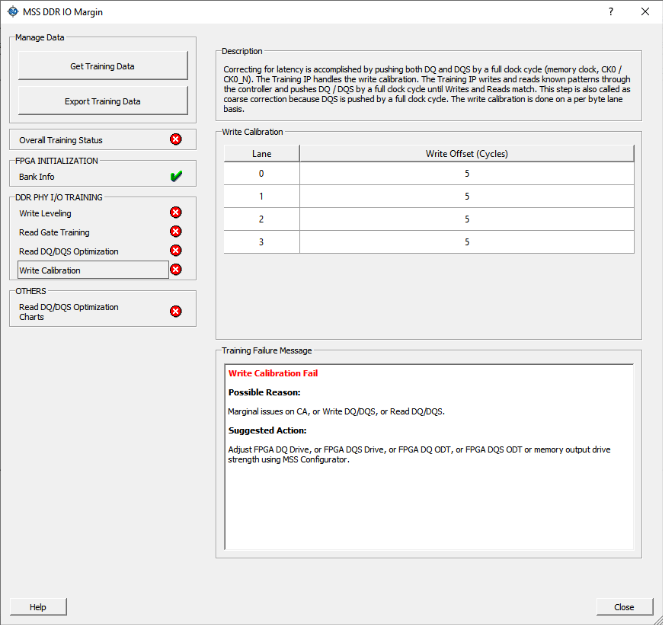 MSS DDR IO Margin
Manage Data
Get Training Data
Export Training Data
Overall Training Status
FPGA INITIALIZATION
Bank Info
DDR PHY I/O TRAINING
Write Leveling
Read Gate Training
Read DQ/DQS Optimization
Write Calibration
OTHERS
Read DQ/DQS Optimization
Charts
Description
Correcting for latency is accomplished by pushing both DQ and DQS by a full clock cycle (memory clock, CK0 /
CK0_N). The Training IP handles the write calibration. The Training IP writes and reads known patterns through
the controller and pushes DQ / DQS by a full clock cycle until Writes and Reads match. This step is also called as
coarse correction because DQS is pushed by a full clock cycle. The write calibration is done on a per byte lane
basis.
Write Calibration
Lane Write Offset (Cycles)
0 5
1 5
2 5
3 5
Training Failure Message
Write Calibration Fail
Possible Reason:
Marginal issues on CA, or Write DQ/DQS, or Read DQ/DQS.
Suggested Action:
Adjust FPGA DQ Drive, or FPGA DQS Drive, or FPGA DQ ODT, or FPGA DQS ODT or memory output drive
strength using MSS Configurator.
Help
Close